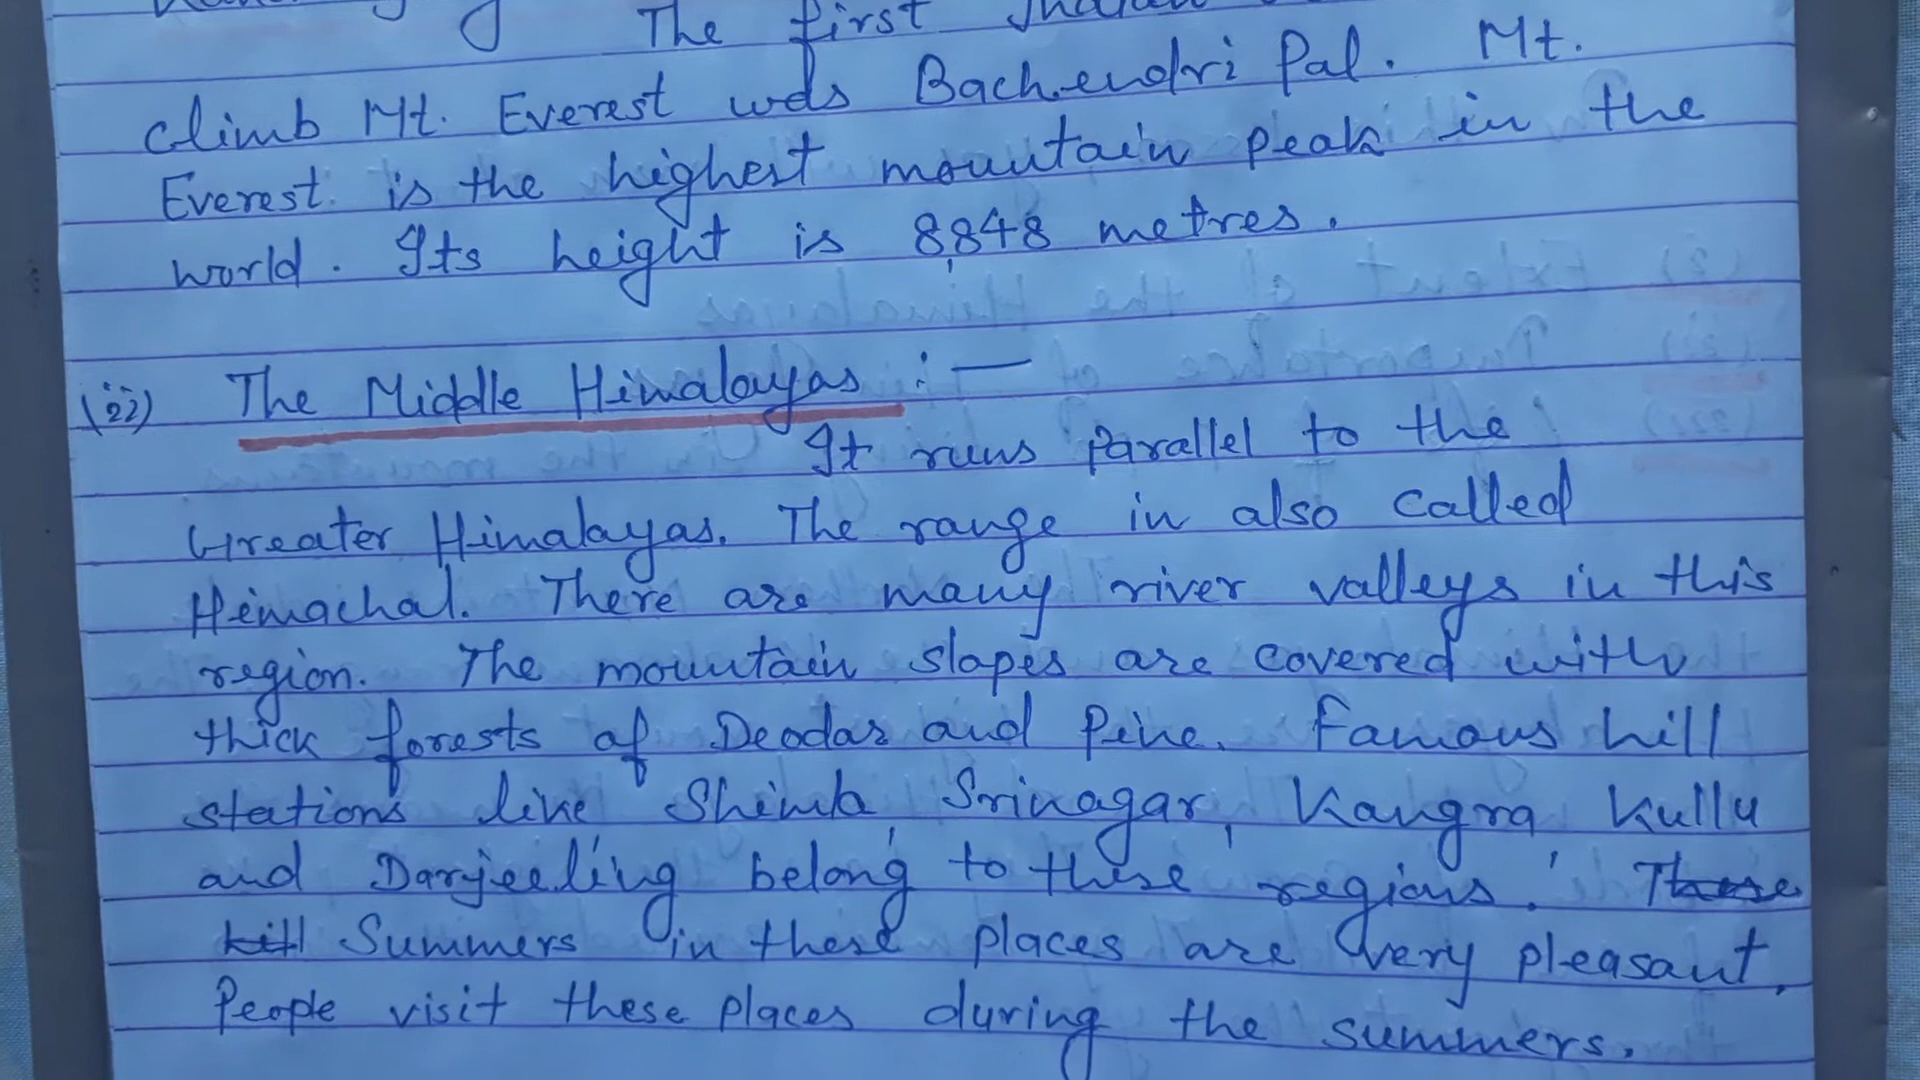 The first Indian
climb Mt. Everest was Bachendri Pal. Mt.
Everest is the highest mountain peak in the
world. Its height is 8,848 metres.
(ii) The Middle Himalayas :—
It runs parallel to the
Greater Himalayas. The range in also called
Himachal. There are many river valleys in this
region. The mountain slopes are covered with
thick forests of Deodar and Pine. Famous hill
stations like Shimla, Srinagar, Kangra, Kullu
and Darjeeling belong to these regions. These
hill Summers in these places are very pleasant.
People visit these places during the summers.